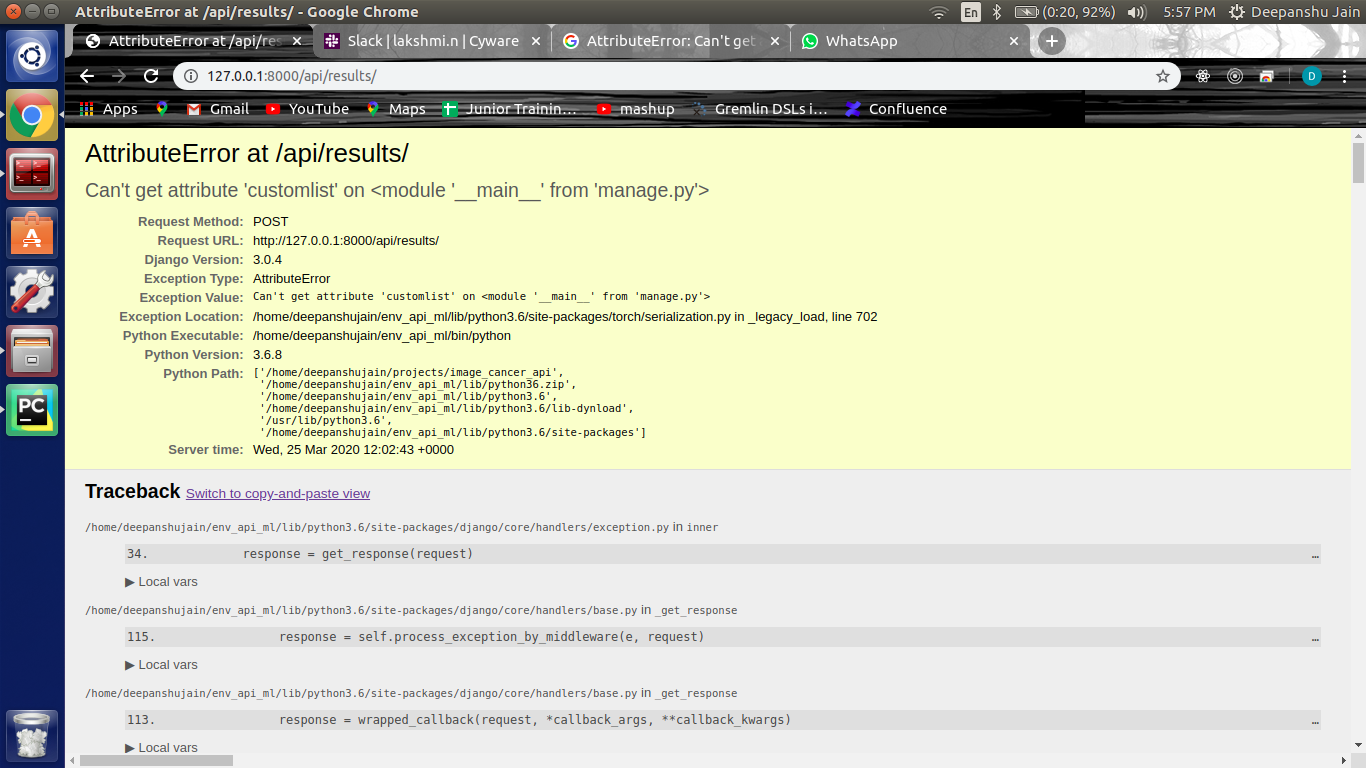 AttributeError at /api/results/ - Google Chrome
En
(0:20, 92%)
5:57 PM
Deepanshu Jain
AttributeError at /api/res
Slack | lakshmi.n | Cyware
AttributeError: Can't get
WhatsApp
127.0.0.1:8000/api/results/
D
Apps
Gmail
YouTube
Maps
Junior Trainin…
mashup
Gremlin DSLs i…
Confluence
PC
AttributeError at /api/results/
Can't get attribute 'customlist' on <module '__main__' from 'manage.py'>
Request Method: POST
Request URL: http://127.0.0.1:8000/api/results/
Django Version: 3.0.4
Exception Type: AttributeError
Exception Value: Can't get attribute 'customlist' on <module '__main__' from 'manage.py'>
Exception Location: /home/deepanshujain/env_api_ml/lib/python3.6/site-packages/torch/serialization.py in _legacy_load, line 702
Python Executable: /home/deepanshujain/env_api_ml/bin/python
Python Version: 3.6.8
Python Path: ['/home/deepanshujain/projects/image_cancer_api',
'/home/deepanshujain/env_api_ml/lib/python36.zip',
'/home/deepanshujain/env_api_ml/lib/python3.6',
'/home/deepanshujain/env_api_ml/lib/python3.6/lib-dynload',
'/usr/lib/python3.6',
'/home/deepanshujain/env_api_ml/lib/python3.6/site-packages']
Server time: Wed, 25 Mar 2020 12:02:43 +0000
Traceback Switch to copy-and-paste view
/home/deepanshujain/env_api_ml/lib/python3.6/site-packages/django/core/handlers/exception.py in inner
34. response = get_response(request) …
▶ Local vars
/home/deepanshujain/env_api_ml/lib/python3.6/site-packages/django/core/handlers/base.py in _get_response
115. response = self.process_exception_by_middleware(e, request) …
▶ Local vars
/home/deepanshujain/env_api_ml/lib/python3.6/site-packages/django/core/handlers/base.py in _get_response
113. response = wrapped_callback(request, *callback_args, **callback_kwargs) …
▶ Local vars